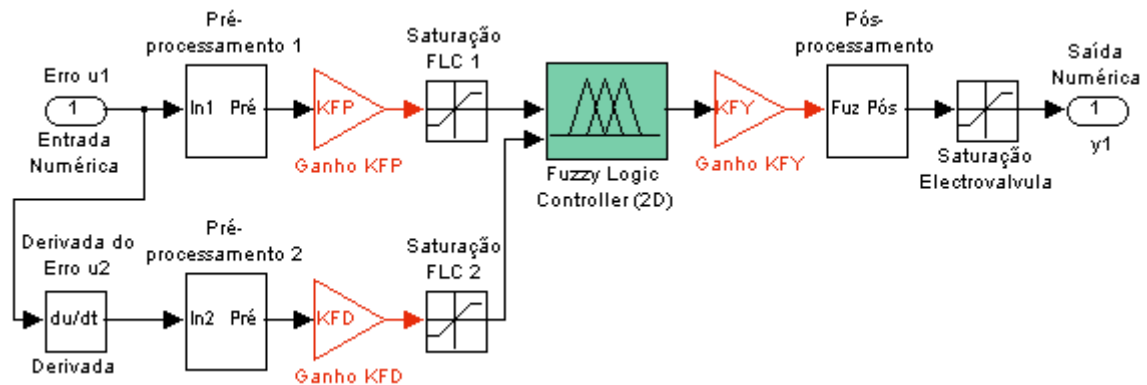 Pré-
processamento 1
Erro u1
1
Entrada
Numérica
In1 Pré
KFP
Ganho KFP
Saturação
FLC 1
Fuzzy Logic
Controller (2D)
KFY
Ganho KFY
Pós-
processamento
Fuz Pós
Saturação
Electrovalvula
Saída
Numérica
1
y1
Derivada do
Erro u2
du/dt
Derivada
Pré-
processamento 2
In2 Pré
KFD
Ganho KFD
Saturação
FLC 2